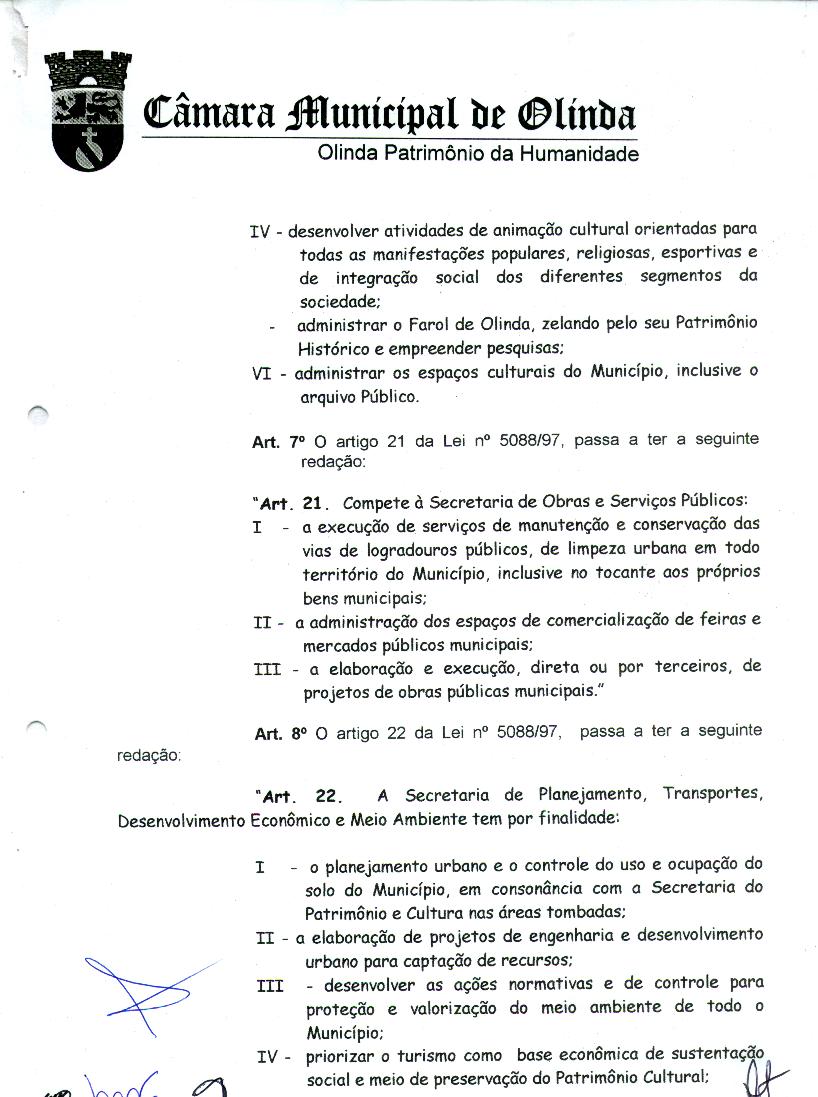 Câmara Municipal de Olinda
Olinda Patrimônio da Humanidade
IV - desenvolver atividades de animação cultural orientadas para
todas as manifestações populares, religiosas, esportivas e
de integração social dos diferentes segmentos da
sociedade;
- administrar o Farol de Olinda, zelando pelo seu Patrimônio
Histórico e empreender pesquisas;
VI - administrar os espaços culturais do Município, inclusive o
arquivo Público.
Art. 7º O artigo 21 da Lei nº 5088/97, passa a ter a seguinte
redação:
"Art. 21. Compete à Secretaria de Obras e Serviços Públicos:
I - a execução de serviços de manutenção e conservação das
vias de logradouros públicos, de limpeza urbana em todo
território do Município, inclusive no tocante aos próprios
bens municipais;
II - a administração dos espaços de comercialização de feiras e
mercados públicos municipais;
III - a elaboração e execução, direta ou por terceiros, de
projetos de obras públicas municipais."
Art. 8º O artigo 22 da Lei nº 5088/97, passa a ter a seguinte
redação:
"Art. 22. A Secretaria de Planejamento, Transportes,
Desenvolvimento Econômico e Meio Ambiente tem por finalidade:
I - o planejamento urbano e o controle do uso e ocupação do
solo do Município, em consonância com a Secretaria do
Patrimônio e Cultura nas áreas tombadas;
II - a elaboração de projetos de engenharia e desenvolvimento
urbano para captação de recursos;
III - desenvolver as ações normativas e de controle para
proteção e valorização do meio ambiente de todo o
Município;
IV - priorizar o turismo como base econômica de sustentação
social e meio de preservação do Patrimônio Cultural;